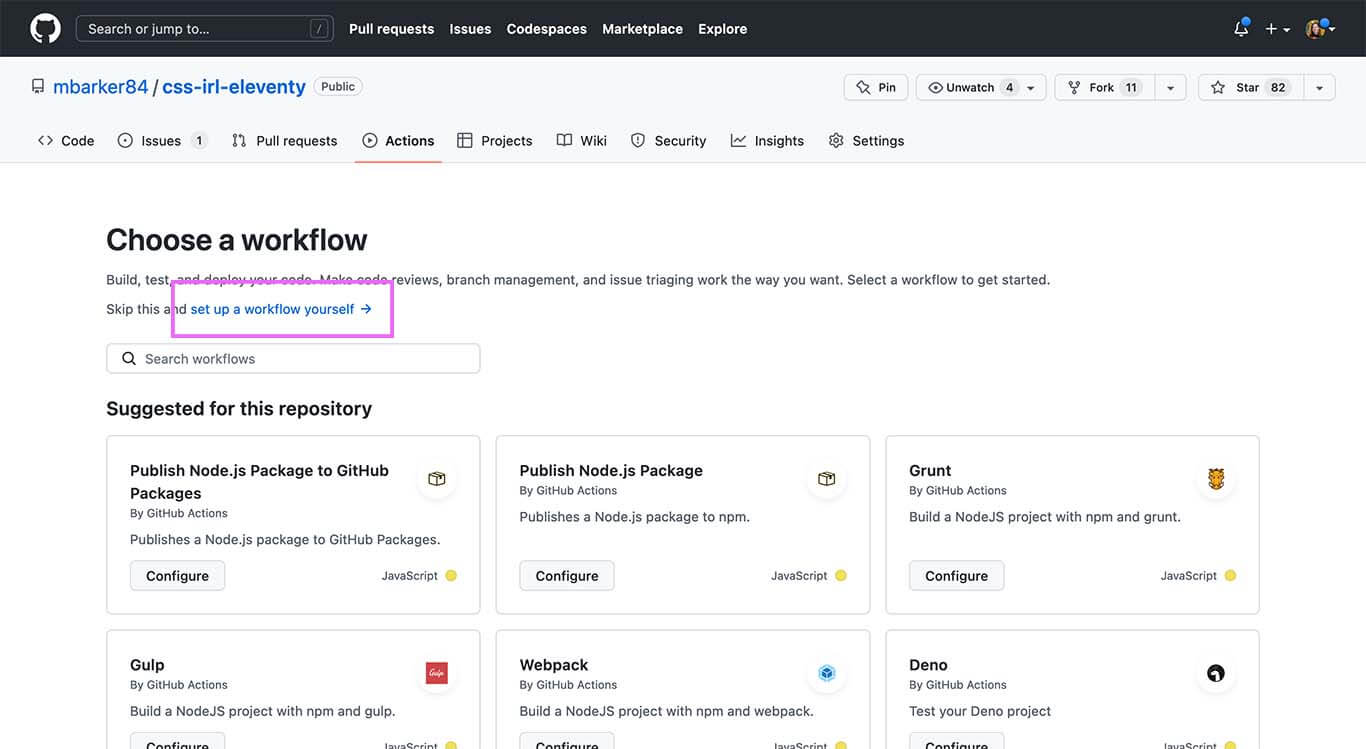 Search or jump to... /
Pull requests Issues Codespaces Marketplace Explore
mbarker84 / css-irl-eleventy Public
Pin Unwatch 4 Fork 11 Star 82
Code Issues 1 Pull requests Actions Projects Wiki Security Insights Settings
Choose a workflow
Build, test, and deploy your code. Make code reviews, branch management, and issue triaging work the way you want. Select a workflow to get started.
Skip this and set up a workflow yourself →
Search workflows
Suggested for this repository
Publish Node.js Package to GitHub
Packages
By GitHub Actions
Publishes a Node.js package to GitHub Packages.
Configure JavaScript
Publish Node.js Package
By GitHub Actions
Publishes a Node.js package to npm.
Configure JavaScript
Grunt
By GitHub Actions
Build a NodeJS project with npm and grunt.
Configure JavaScript
Gulp
Gulp
By GitHub Actions
Build a NodeJS project with npm and gulp.
Configure JavaScript
Webpack
By GitHub Actions
Build a NodeJS project with npm and webpack.
Configure JavaScript
Deno
By GitHub Actions
Test your Deno project
Configure JavaScript